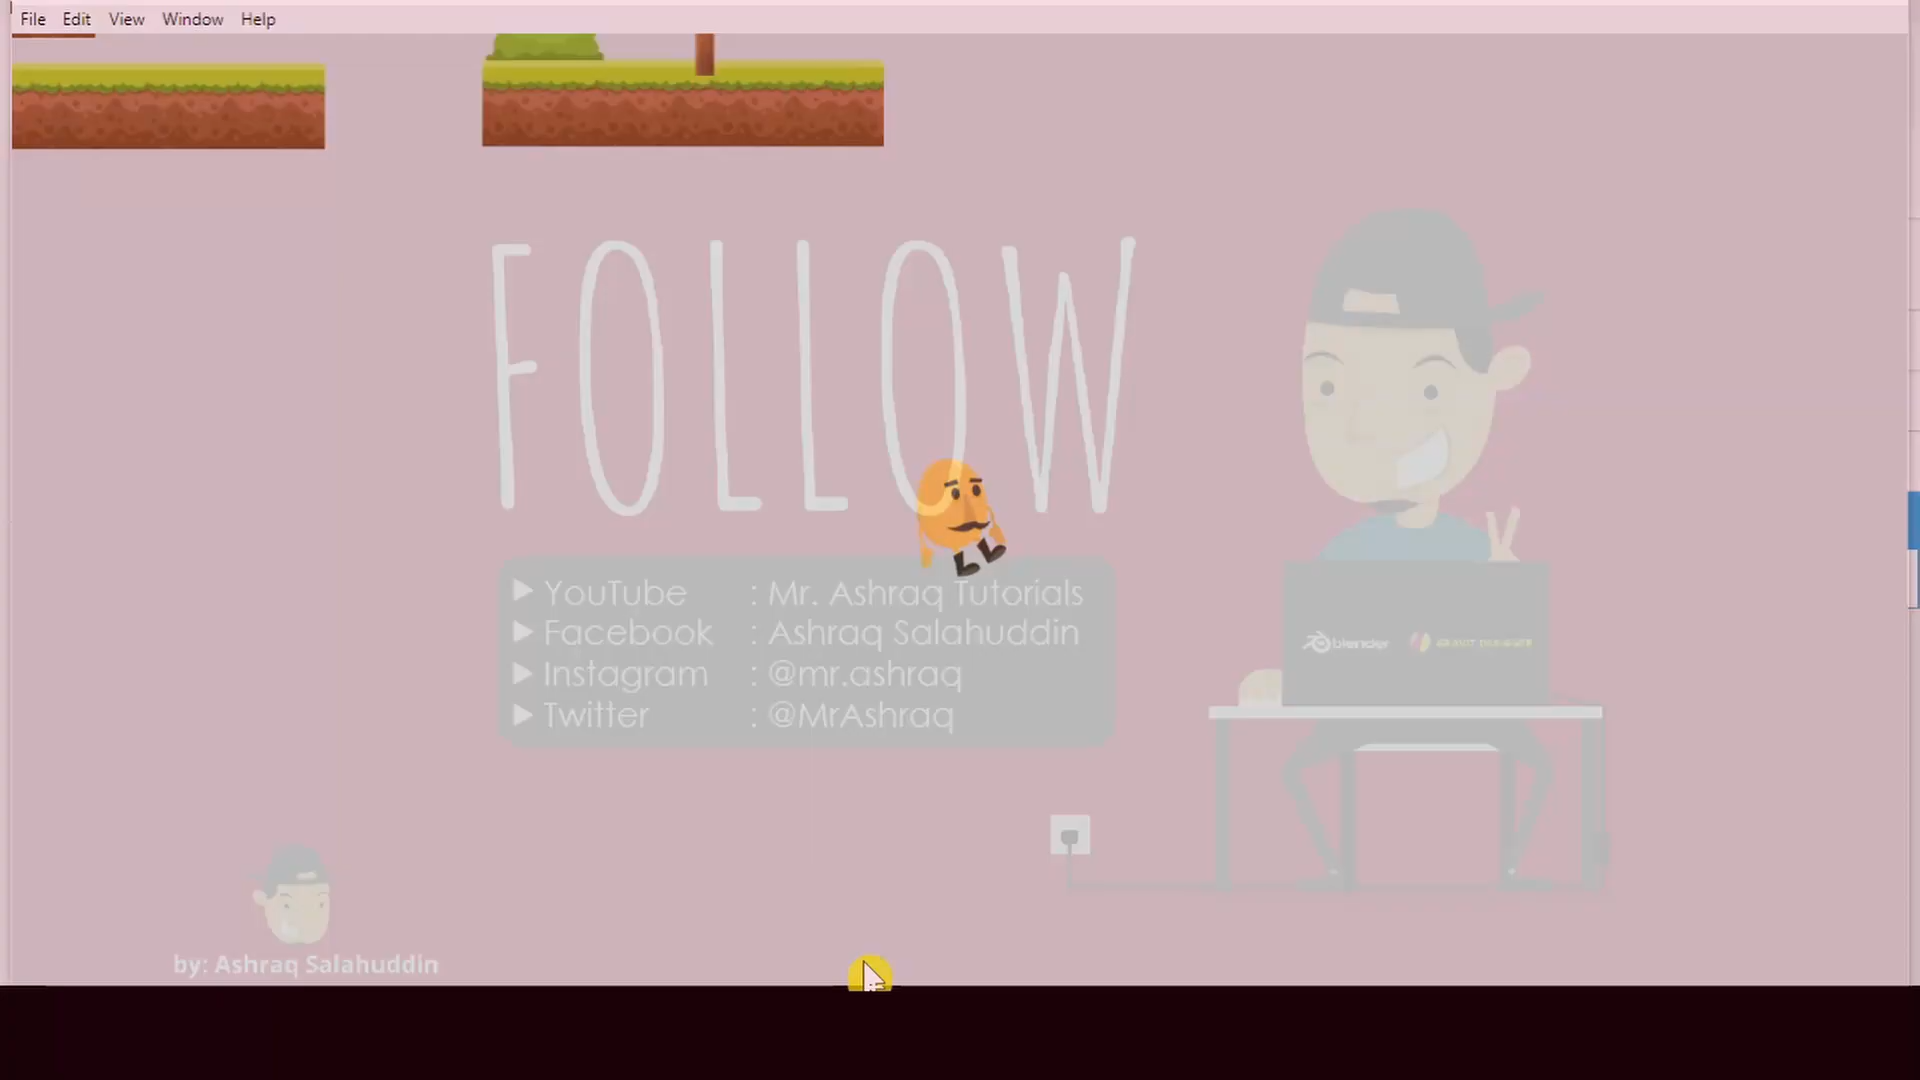 File Edit View Window Help
FOLLOW
▶ YouTube : Mr. Ashraq Tutorials
▶ Facebook : Ashraq Salahuddin
▶ Instagram : @mr.ashraq
▶ Twitter : @MrAshraq
blender
by: Ashraq Salahuddin